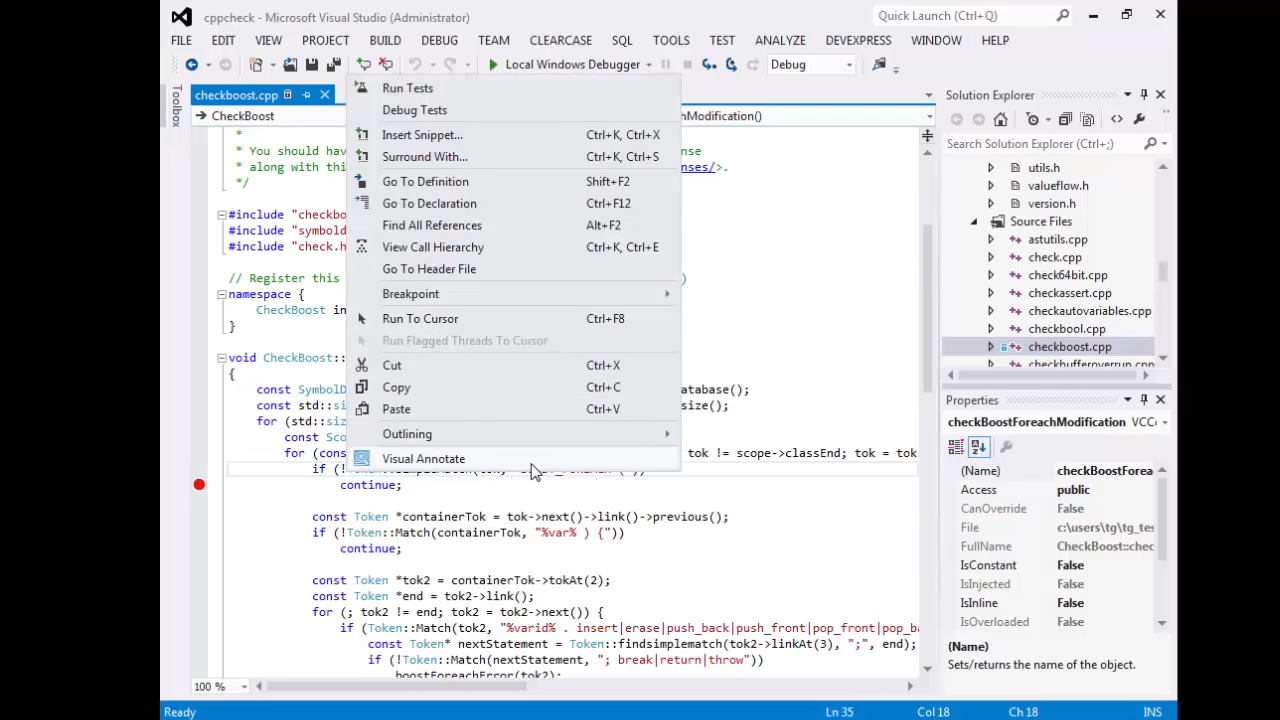 cppcheck - Microsoft Visual Studio (Administrator)
Quick Launch (Ctrl+Q)
FILE EDIT VIEW PROJECT BUILD DEBUG TEAM CLEARCASE SQL TOOLS TEST ANALYZE DEVEXPRESS WINDOW HELP
Local Windows Debugger Debug
Toolbox
checkboost.cpp
CheckBoost
hModification()
*
* You should hav
nse
* along with thi
nses/>.
*/
#include "checkbo
#include "symbold
#include "check.h
// Register this
)
namespace {
CheckBoost in
}
void CheckBoost::
{
const SymbolD
atabase();
const std::si
size();
for (std::siz
const Sco
for (cons
tok != scope->classEnd; tok = tok
if (!
continue;
const Token *containerTok = tok->next()->link()->previous();
if (!Token::Match(containerTok, "%var% ) {"))
continue;
const Token *tok2 = containerTok->tokAt(2);
const Token *end = tok2->link();
for (; tok2 != end; tok2 = tok2->next()) {
if (Token::Match(tok2, "%varid% . insert|erase|push_back|push_front|pop_front|pop_ba
const Token* nextStatement = Token::findsimplematch(tok2->linkAt(3), ";", end);
if (!Token::Match(nextStatement, "; break|return|throw"))
boostForeachError(tok2);
100 %
Run Tests
Debug Tests
Insert Snippet... Ctrl+K, Ctrl+X
Surround With... Ctrl+K, Ctrl+S
Go To Definition Shift+F2
Go To Declaration Ctrl+F12
Find All References Alt+F2
View Call Hierarchy Ctrl+K, Ctrl+E
Go To Header File
Breakpoint
Run To Cursor Ctrl+F8
Run Flagged Threads To Cursor
Cut Ctrl+X
Copy Ctrl+C
Paste Ctrl+V
Outlining
Visual Annotate
Solution Explorer
Search Solution Explorer (Ctrl+;)
utils.h
valueflow.h
version.h
Source Files
astutils.cpp
check.cpp
check64bit.cpp
checkassert.cpp
checkautovariables.cpp
checkbool.cpp
checkboost.cpp
checkbufferoverrun.cpp
Properties
checkBoostForeachModification VCC
(Name) checkBoostForea
Access public
CanOverride False
File c:\users\tg\tg_tes
FullName CheckBoost::chec
IsConstant False
IsInjected False
IsInline False
IsOverloaded False
(Name)
Sets/returns the name of the object.
Ready Ln 35 Col 18 Ch 18 INS